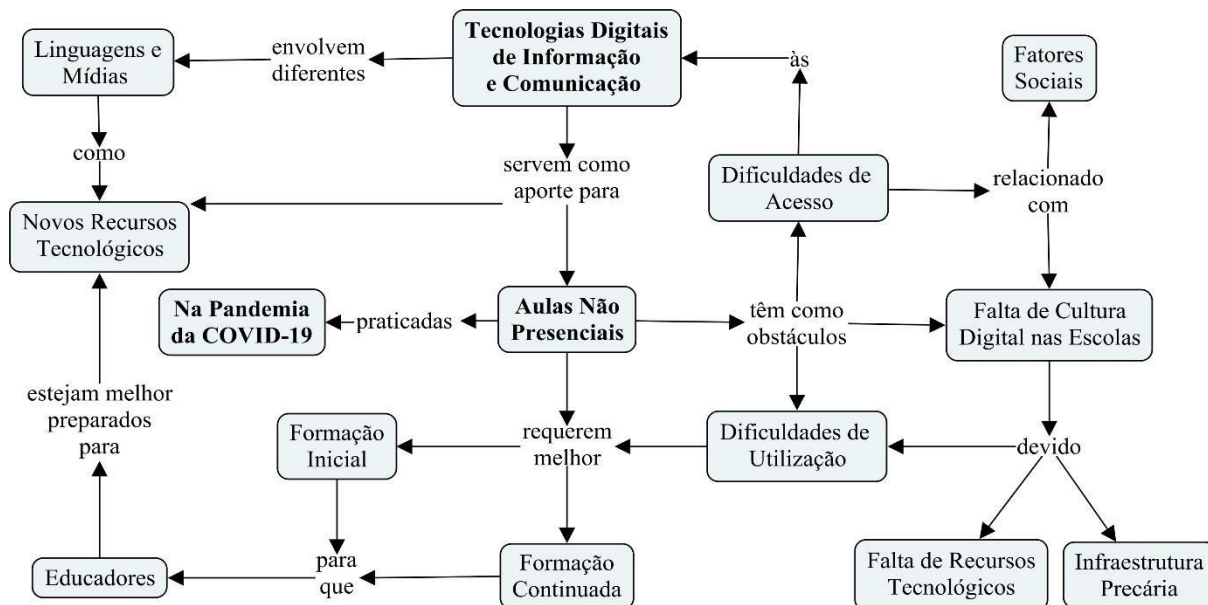 Tecnologias Digitais
de Informação
e Comunicação
Linguagens e
Mídias
envolvem
diferentes
às
Fatores
Sociais
como
servem como
aporte para
Dificuldades de
Acesso
relacionado
com
Novos Recursos
Tecnológicos
Na Pandemia
da COVID-19
praticadas
Aulas Não
Presenciais
têm como
obstáculos
Falta de Cultura
Digital nas Escolas
estejam melhor
preparados
para
Formação
Inicial
requerem
melhor
Dificuldades de
Utilização
devido
Educadores
para
que
Formação
Continuada
Falta de Recursos
Tecnológicos
Infraestrutura
Precária